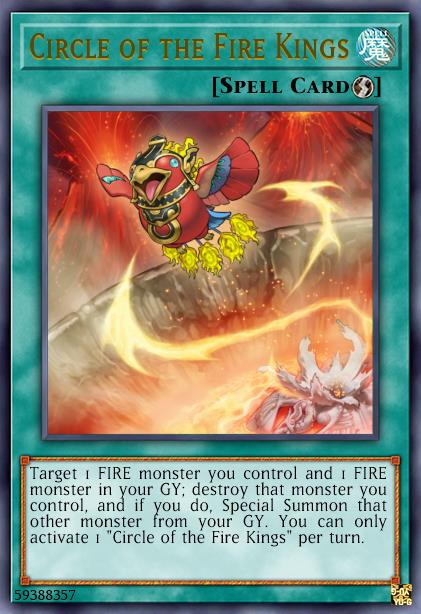 CIRCLE OF THE FIRE KINGS
SPELL
魔
[SPELL CARD]
Target 1 FIRE monster you control and 1 FIRE
monster in your GY; destroy that monster you
control, and if you do, Special Summon that
other monster from your GY. You can only
activate 1 "Circle of the Fire Kings" per turn.
59388357